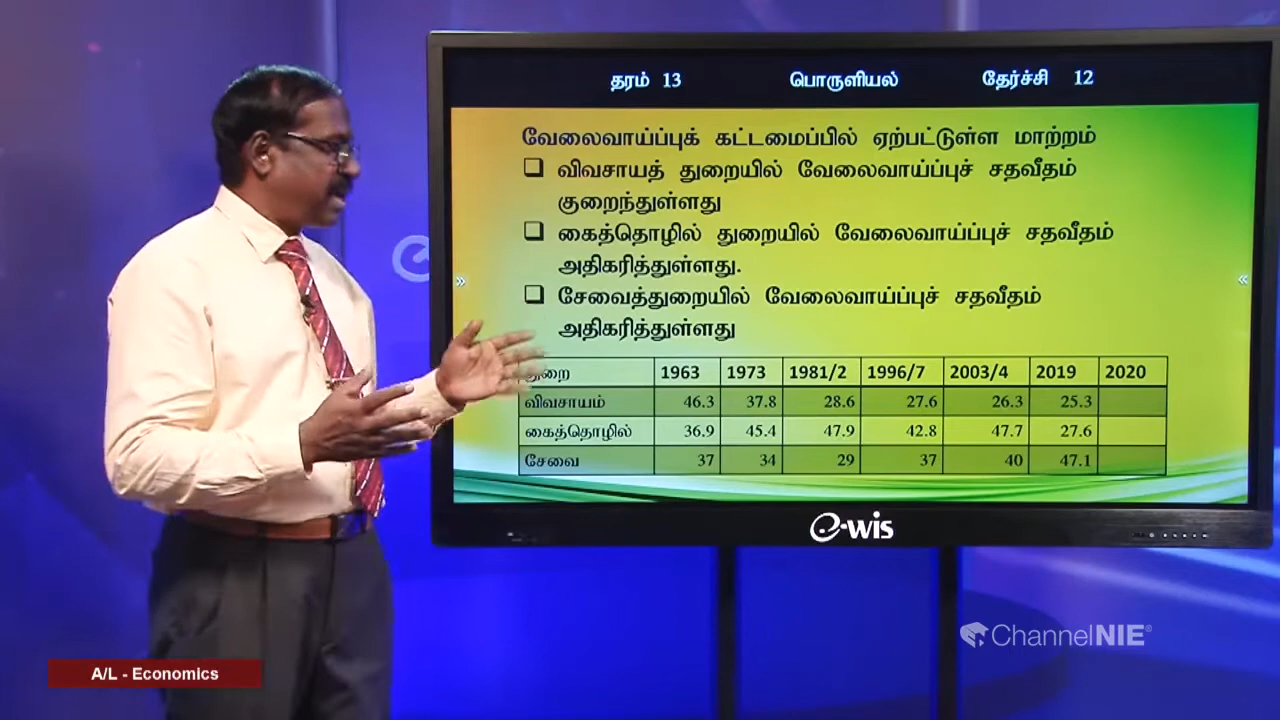 தரம் 13 பொருளியல் தேர்ச்சி 12
வேலைவாய்ப்புக் கட்டமைப்பில் ஏற்பட்டுள்ள மாற்றம்
❑ விவசாயத் துறையில் வேலைவாய்ப்புச் சதவீதம்
குறைந்துள்ளது
❑ கைத்தொழில் துறையில் வேலைவாய்ப்புச் சதவீதம்
அதிகரித்துள்ளது.
❑ சேவைத்துறையில் வேலைவாய்ப்புச் சதவீதம்
அதிகரித்துள்ளது
துறை 1963 1973 1981/2 1996/7 2003/4 2019 2020
விவசாயம் 46.3 37.8 28.6 27.6 26.3 25.3
கைத்தொழில் 36.9 45.4 47.9 42.8 47.7 27.6
சேவை 37 34 29 37 40 47.1
e-wis
ChannelNIE
A/L - Economics